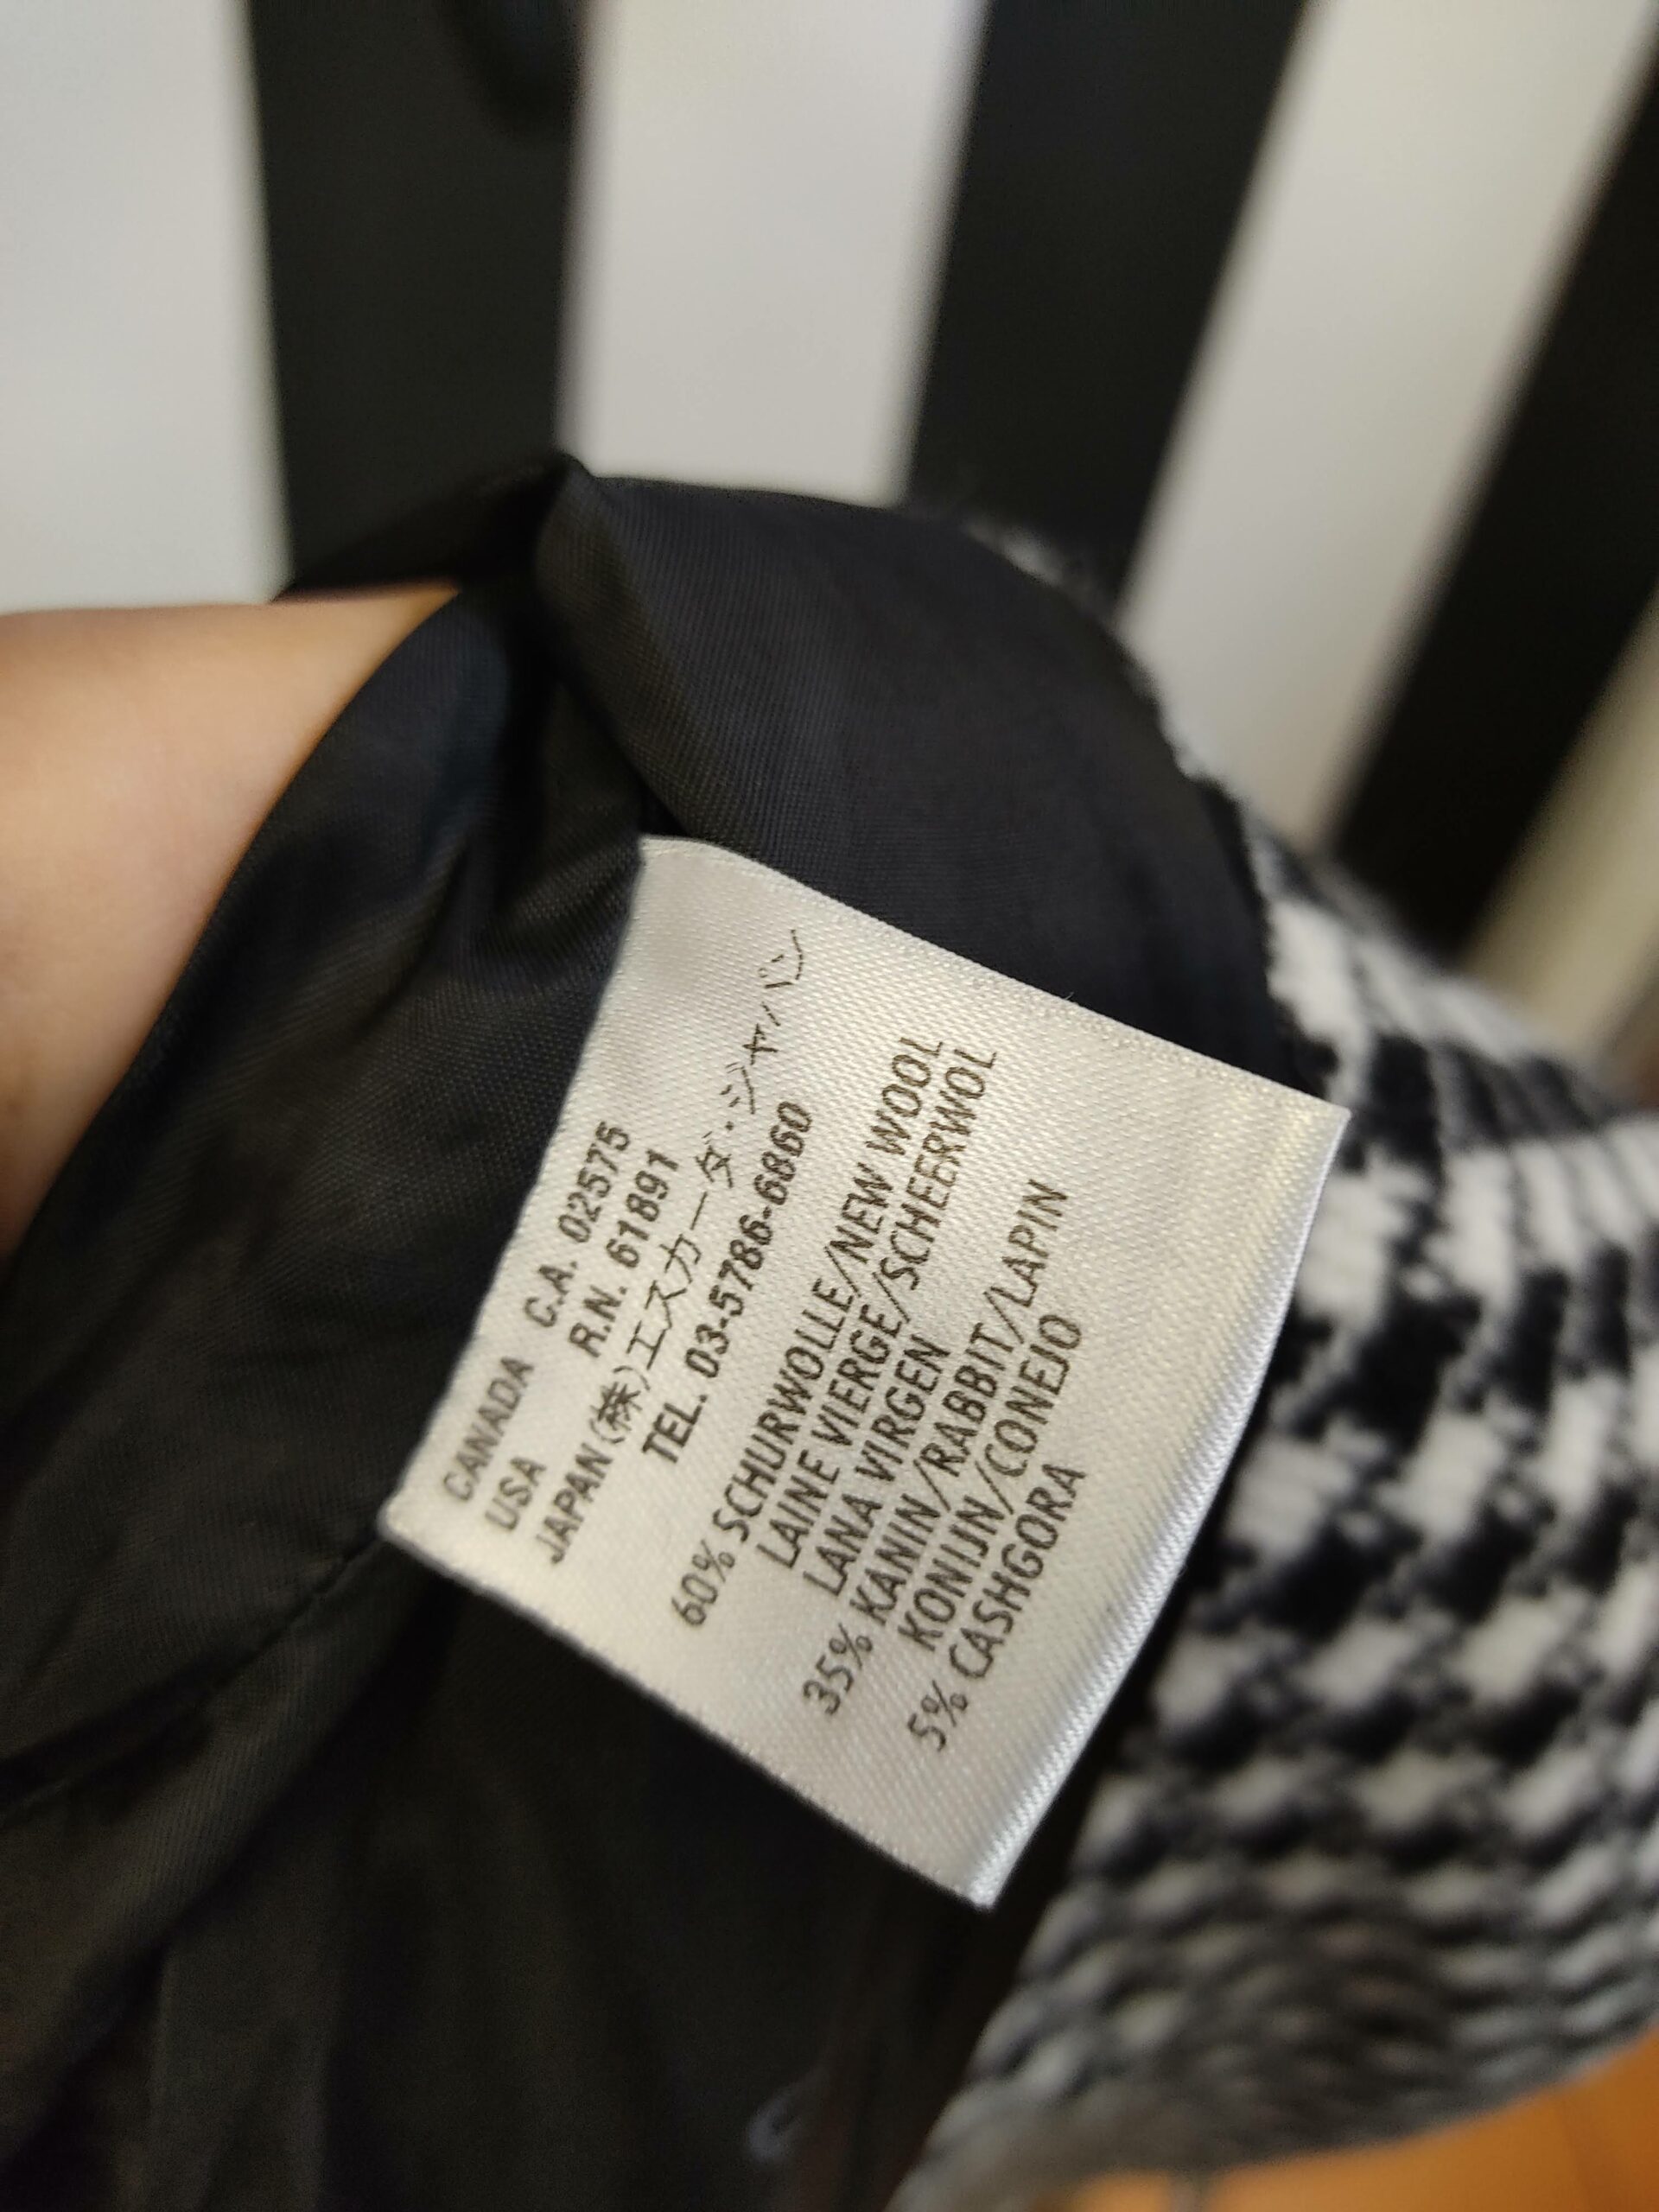 CANADA C.A. 02575
USA R.N. 61891
JAPAN (株)エスカーダ・ジャパン
TEL. 03-5786-6860
60% SCHURWOLLE/NEW WOOL
LAINE VIERGE/SCHEERWOL
LANA VIRGEN
35% KANIN/RABBIT/LAPIN
KONIJN/CONEJO
5% CASHGORA